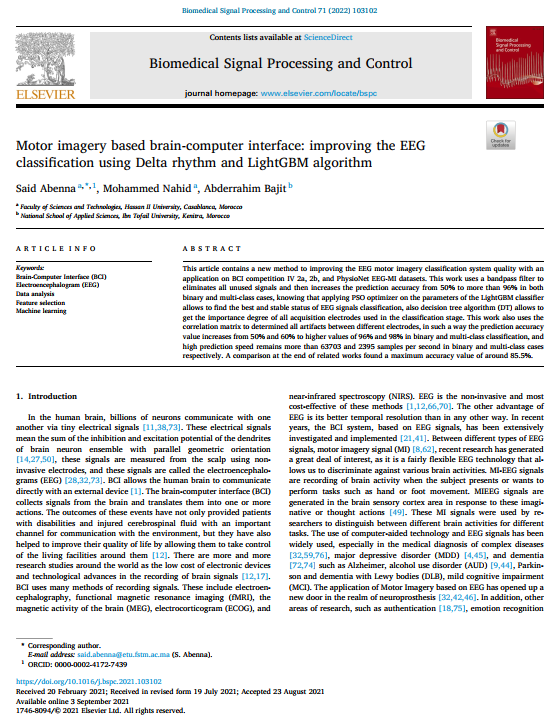 Biomedical Signal Processing and Control 71 (2022) 103102
Contents lists available at ScienceDirect
Biomedical Signal Processing and Control
journal homepage: www.elsevier.com/locate/bspc
ELSEVIER
Biomedical
Signal Processing
and Control
Check for
updates
Motor imagery based brain-computer interface: improving the EEG
classification using Delta rhythm and LightGBM algorithm
Said Abenna a,*,1, Mohammed Nahid a, Abderrahim Bajit b
a Faculty of Sciences and Technologies, Hassan II University, Casablanca, Morocco
b National School of Applied Sciences, Ibn Tofail University, Kenitra, Morocco
ARTICLE INFO
Keywords:
Brain-Computer Interface (BCI)
Electroencephalogram (EEG)
Data analysis
Feature selection
Machine learning
ABSTRACT
This article contains a new method to improving the EEG motor imagery classification system quality with an
application on BCI competition IV 2a, 2b, and PhysioNet EEG-MI datasets. This work uses a bandpass filter to
eliminates all unused signals and then increases the prediction accuracy from 50% to more than 96% in both
binary and multi-class cases, knowing that applying PSO optimizer on the parameters of the LightGBM classifier
allows to find the best and stable status of EEG signals classification, also decision tree algorithm (DT) allows to
get the importance degree of all acquisition electrodes used in the classification stage. This work also uses the
correlation matrix to determined all artifacts between different electrodes, in such a way the prediction accuracy
value increases from 50% and 60% to higher values of 96% and 98% in binary and multi-class classification, and
high prediction speed remains more than 63703 and 2395 samples per second in binary and multi-class cases
respectively. A comparison at the end of related works found a maximum accuracy value of around 85.5%.
1. Introduction
In the human brain, billions of neurons communicate with one
another via tiny electrical signals [11,38,73]. These electrical signals
mean the sum of the inhibition and excitation potential of the dendrites
of brain neuron ensemble with parallel geometric orientation
[14,27,50], these signals are measured from the scalp using non-
invasive electrodes, and these signals are called the electroencephalo-
grams (EEG) [28,32,73]. BCI allows the human brain to communicate
directly with an external device [1]. The brain-computer interface (BCI)
collects signals from the brain and translates them into one or more
actions. The outcomes of these events have not only provided patients
with disabilities and injured cerebrospinal fluid with an important
channel for communication with the environment, but they have also
helped to improve their quality of life by allowing them to take control
of the living facilities around them [12]. There are more and more
research studies around the world as the low cost of electronic devices
and technological advances in the recording of brain signals [12,17].
BCI uses many methods of recording signals. These include electroen-
cephalography, functional magnetic resonance imaging (fMRI), the
magnetic activity of the brain (MEG), electrocorticogram (ECOG), and
near-infrared spectroscopy (NIRS). EEG is the non-invasive and most
cost-effective of these methods [1,12,66,70]. The other advantage of
EEG is its better temporal resolution than in any other way. In recent
years, the BCI system, based on EEG signals, has been extensively
investigated and implemented [21,41]. Between different types of EEG
signals, motor imagery signal (MI) [8,62], recent research has generated
a great deal of interest, as it is a fairly flexible EEG technology that al-
lows us to discriminate against various brain activities. MI-EEG signals
are recording of brain activity when the subject presents or wants to
perform tasks such as hand or foot movement. MIEEG signals are
generated in the brain sensory cortex area in response to these imagi-
native or thought actions [49]. These MI signals were used by re-
searchers to distinguish between different brain activities for different
tasks. The use of computer-aided technology and EEG signals has been
widely used, especially in the medical diagnosis of complex diseases
[32,59,76], major depressive disorder (MDD) [4,45], and dementia
[72,74] such as Alzheimer, alcohol use disorder (AUD) [9,44], Parkin-
son and dementia with Lewy bodies (DLB), mild cognitive impairment
(MCI). The application of Motor Imagery based on EEG has opened up a
new door in the realm of neuroprosthesis [32,42,46]. In addition, other
areas of research, such as authentication [18,75], emotion recognition
* Corresponding author.
E-mail address: said.abenna@etu.fstm.ac.ma (S. Abenna).
1 ORCID: 0000-0002-4172-7439
https://doi.org/10.1016/j.bspc.2021.103102
Received 20 February 2021; Received in revised form 19 July 2021; Accepted 23 August 2021
Available online 3 September 2021
1746-8094/© 2021 Elsevier Ltd. All rights reserved.